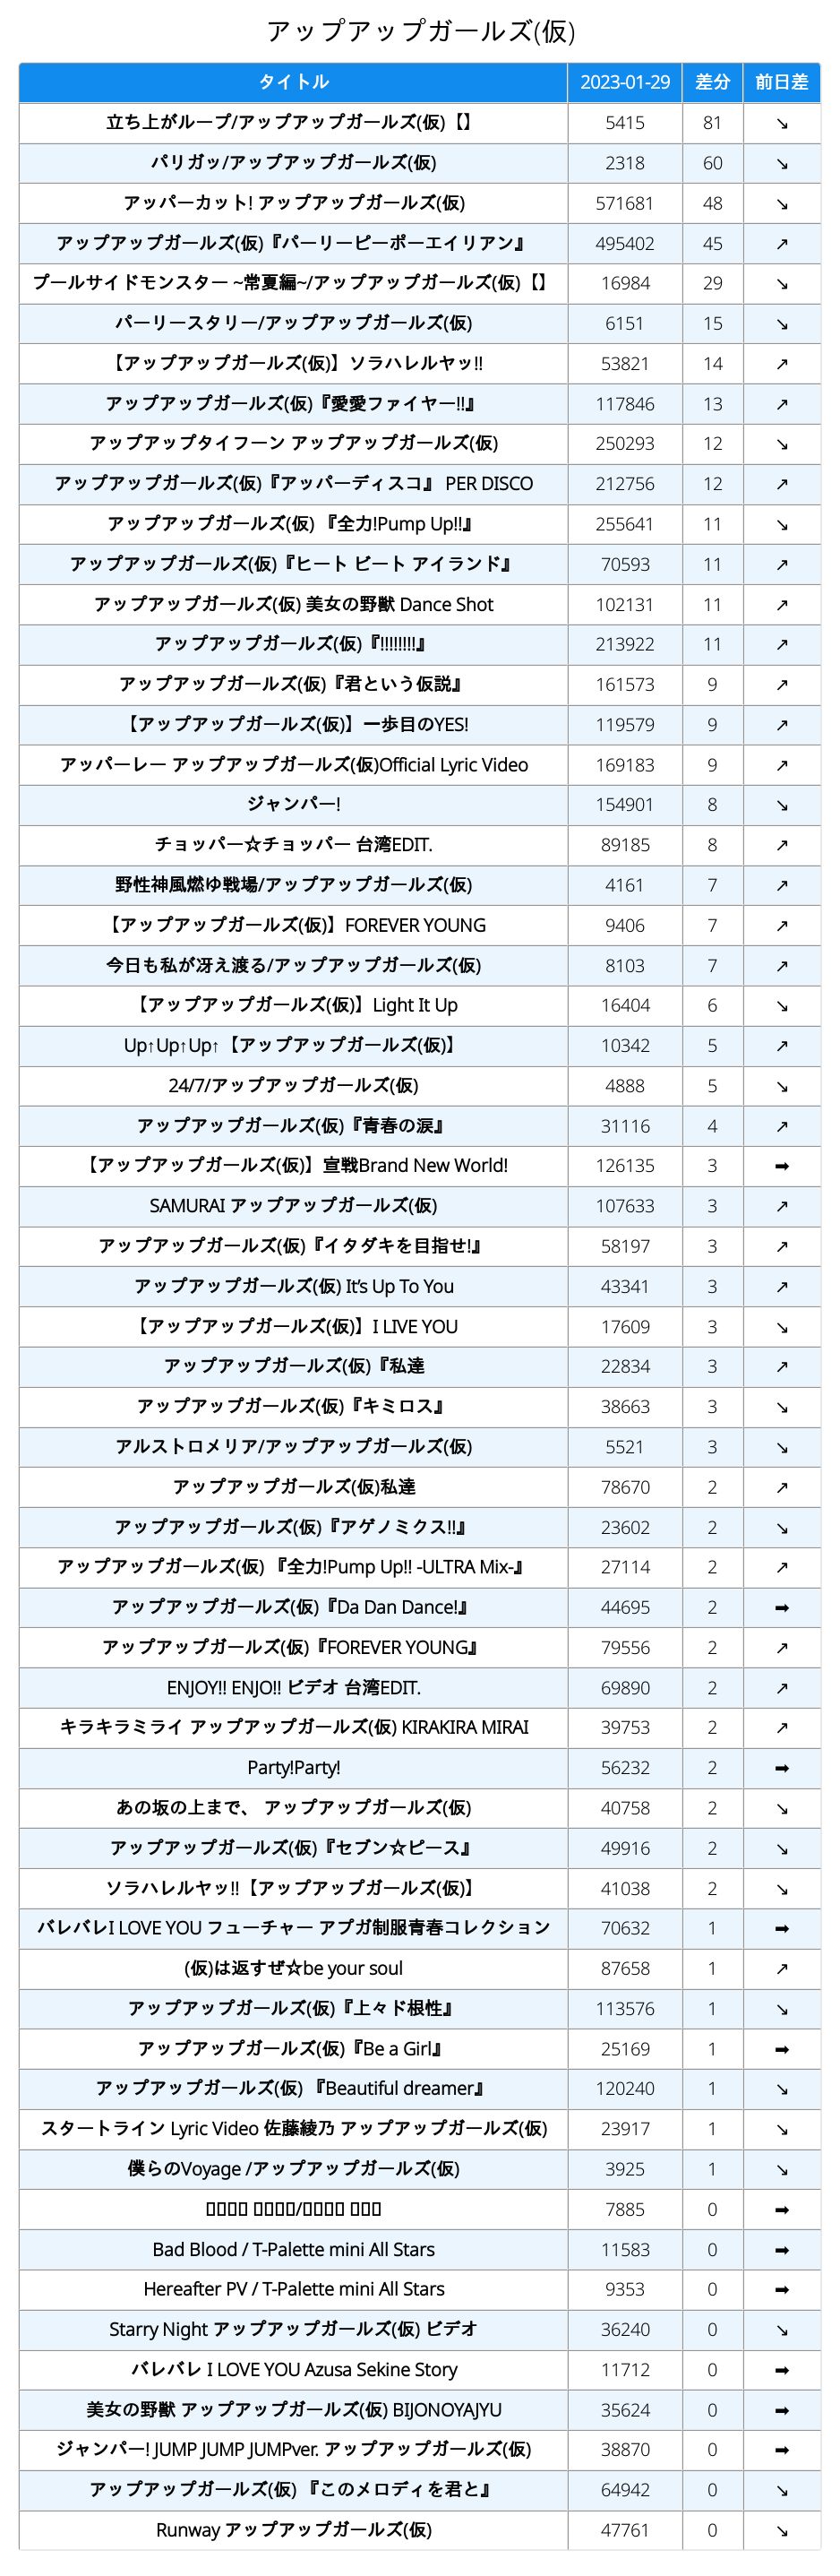 アップアップガールズ(仮)
タイトル 2023-01-29 差分 前日差
立ち上がループ/アップアップガールズ(仮)【】 5415 81 ↘
パリガッ/アップアップガールズ(仮) 2318 60 ↘
アッパーカット! アップアップガールズ(仮) 571681 48 ↘
アップアップガールズ(仮)『パーリーピーポーエイリアン』 495402 45 ↗
プールサイドモンスター ~常夏編~/アップアップガールズ(仮)【】 16984 29 ↘
パーリースタリー/アップアップガールズ(仮) 6151 15 ↘
【アップアップガールズ(仮)】ソラハレルヤッ!! 53821 14 ↗
アップアップガールズ(仮)『愛愛ファイヤー!!』 117846 13 ↗
アップアップタイフーン アップアップガールズ(仮) 250293 12 ↘
アップアップガールズ(仮)『アッパーディスコ』 PER DISCO 212756 12 ↗
アップアップガールズ(仮) 『全力!Pump Up!!』 255641 11 ↘
アップアップガールズ(仮)『ヒート ビート アイランド』 70593 11 ↗
アップアップガールズ(仮) 美女の野獣 Dance Shot 102131 11 ↗
アップアップガールズ(仮)『!!!!!!!!』 213922 11 ↗
アップアップガールズ(仮)『君という仮説』 161573 9 ↗
【アップアップガールズ(仮)】一歩目のYES! 119579 9 ↗
アッパーレー アップアップガールズ(仮)Official Lyric Video 169183 9 ↗
ジャンパー! 154901 8 ↘
チョッパー☆チョッパー 台湾EDIT. 89185 8 ↗
野性神風燃ゆ戦場/アップアップガールズ(仮) 4161 7 ↗
【アップアップガールズ(仮)】FOREVER YOUNG 9406 7 ↗
今日も私が冴え渡る/アップアップガールズ(仮) 8103 7 ↗
【アップアップガールズ(仮)】Light It Up 16404 6 ↘
Up↑Up↑Up↑【アップアップガールズ(仮)】 10342 5 ↗
24/7/アップアップガールズ(仮) 4888 5 ↘
アップアップガールズ(仮)『青春の涙』 31116 4 ↗
【アップアップガールズ(仮)】宣戦Brand New World! 126135 3 ➡
SAMURAI アップアップガールズ(仮) 107633 3 ↗
アップアップガールズ(仮)『イタダキを目指せ!』 58197 3 ↗
アップアップガールズ(仮) It’s Up To You 43341 3 ↗
【アップアップガールズ(仮)】I LIVE YOU 17609 3 ↘
アップアップガールズ(仮)『私達 22834 3 ↗
アップアップガールズ(仮)『キミロス』 38663 3 ↘
アルストロメリア/アップアップガールズ(仮) 5521 3 ↘
アップアップガールズ(仮)私達 78670 2 ↗
アップアップガールズ(仮)『アゲノミクス!!』 23602 2 ↘
アップアップガールズ(仮) 『全力!Pump Up!! -ULTRA Mix-』 27114 2 ↗
アップアップガールズ(仮)『Da Dan Dance!』 44695 2 ➡
アップアップガールズ(仮)『FOREVER YOUNG』 79556 2 ↗
ENJOY!! ENJO!! ビデオ 台湾EDIT. 69890 2 ↗
キラキラミライ アップアップガールズ(仮) KIRAKIRA MIRAI 39753 2 ↗
Party!Party! 56232 2 ➡
あの坂の上まで、 アップアップガールズ(仮) 40758 2 ↘
アップアップガールズ(仮)『セブン☆ピース』 49916 2 ↘
ソラハレルヤッ!!【アップアップガールズ(仮)】 41038 2 ↘
バレバレI LOVE YOU フューチャー アプガ制服青春コレクション 70632 1 ➡
(仮)は返すぜ☆be your soul 87658 1 ↗
アップアップガールズ(仮)『上々ド根性』 113576 1 ↘
アップアップガールズ(仮)『Be a Girl』 25169 1 ➡
アップアップガールズ(仮) 『Beautiful dreamer』 120240 1 ↘
スタートライン Lyric Video 佐藤綾乃 アップアップガールズ(仮) 23917 1 ↘
僕らのVoyage /アップアップガールズ(仮) 3925 1 ↘
7885 0 ➡
Bad Blood / T-Palette mini All Stars 11583 0 ➡
Hereafter PV / T-Palette mini All Stars 9353 0 ➡
Starry Night アップアップガールズ(仮) ビデオ 36240 0 ↘
バレバレ I LOVE YOU Azusa Sekine Story 11712 0 ➡
美女の野獣 アップアップガールズ(仮) BIJONOYAJYU 35624 0 ➡
ジャンパー! JUMP JUMP JUMPver. アップアップガールズ(仮) 38870 0 ➡
アップアップガールズ(仮) 『このメロディを君と』 64942 0 ↘
Runway アップアップガールズ(仮) 47761 0 ↘